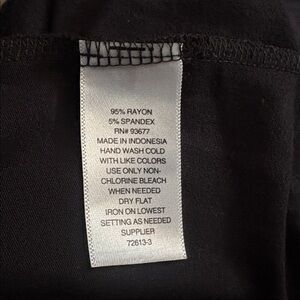 95% RAYON
5% SPANDEX
RN# 93677
MADE IN INDONESIA
HAND WASH COLD
WITH LIKE COLORS
USE ONLY NON-
CHLORINE BLEACH
WHEN NEEDED
DRY FLAT
IRON ON LOWEST
SETTING AS NEEDED
SUPPLIER
72613-3